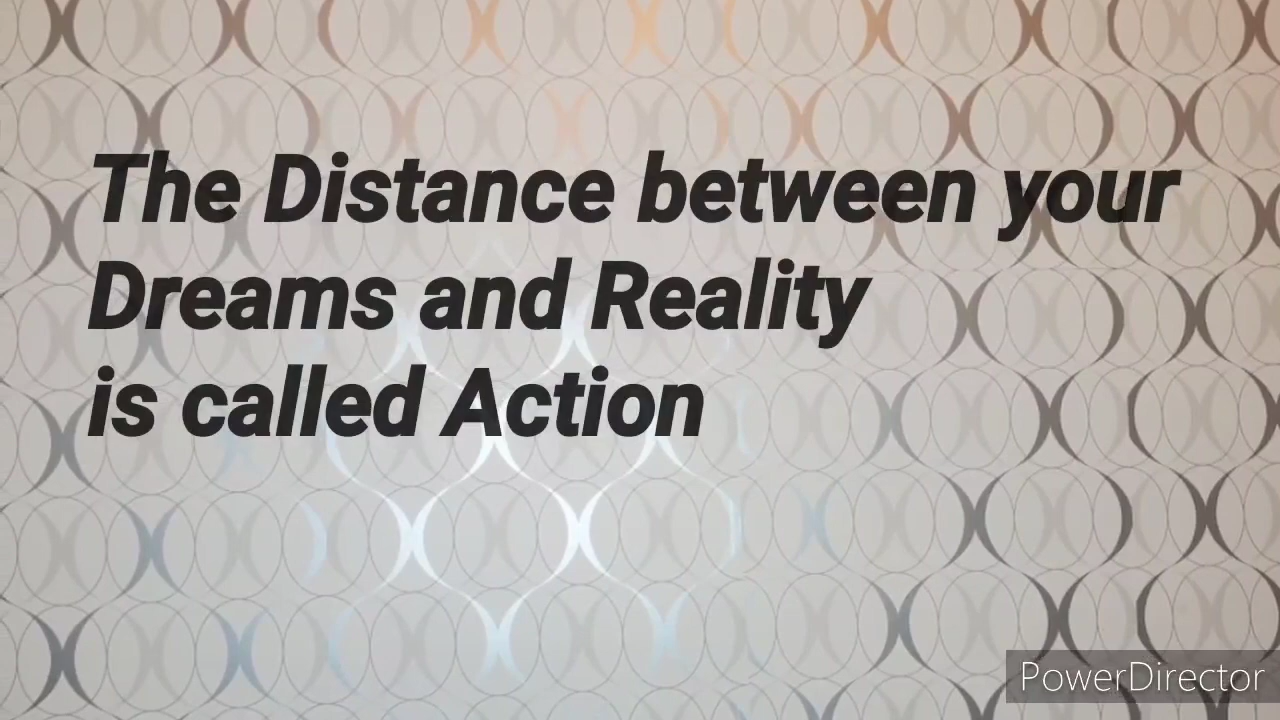 The Distance between your
Dreams and Reality
is called Action
PowerDirector